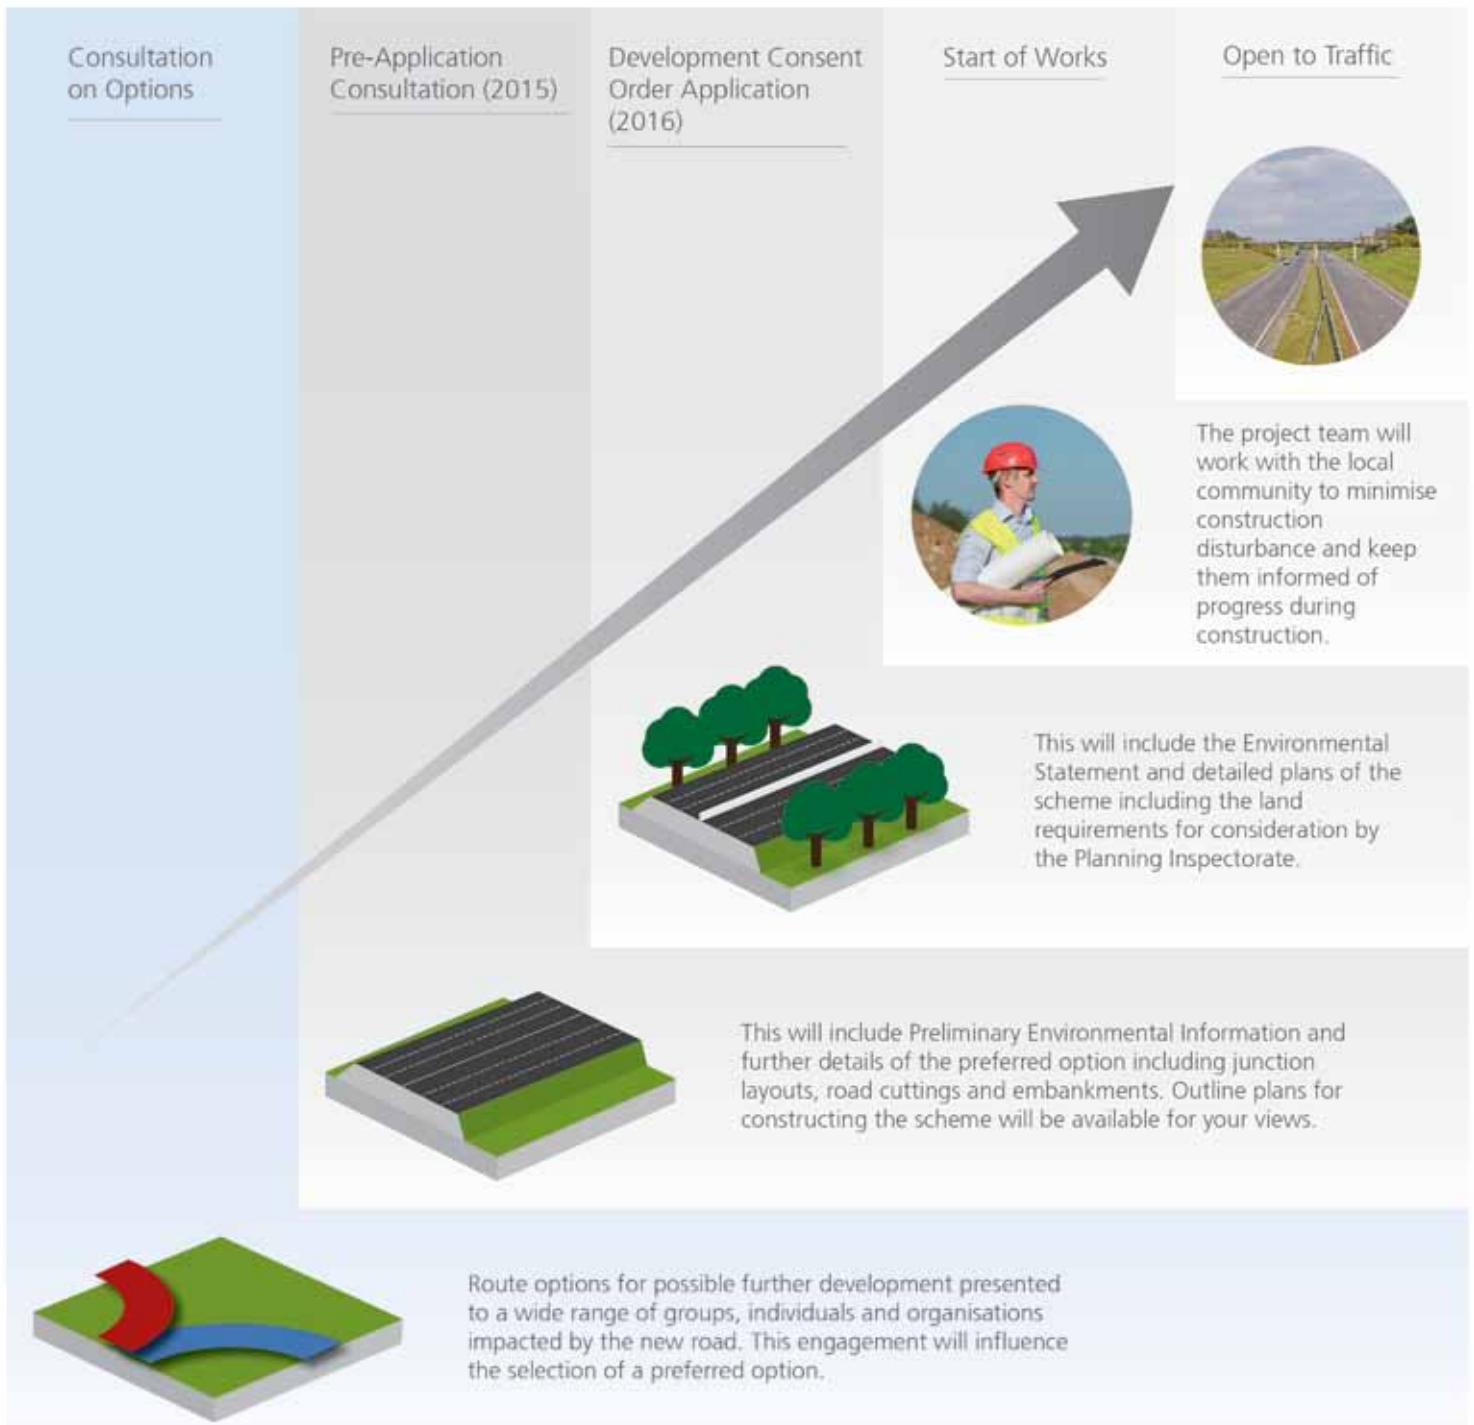 Consultation
on Options
Pre-Application
Consultation (2015)
Development Consent
Order Application
(2016)
Start of Works
Open to Traffic
The project team will
work with the local
community to minimise
construction
disturbance and keep
them informed of
progress during
construction.
This will include the Environmental
Statement and detailed plans of the
scheme including the land
requirements for consideration by
the Planning Inspectorate.
This will include Preliminary Environmental Information and
further details of the preferred option including junction
layouts, road cuttings and embankments. Outline plans for
constructing the scheme will be available for your views.
Route options for possible further development presented
to a wide range of groups, individuals and organisations
impacted by the new road. This engagement will influence
the selection of a preferred option.